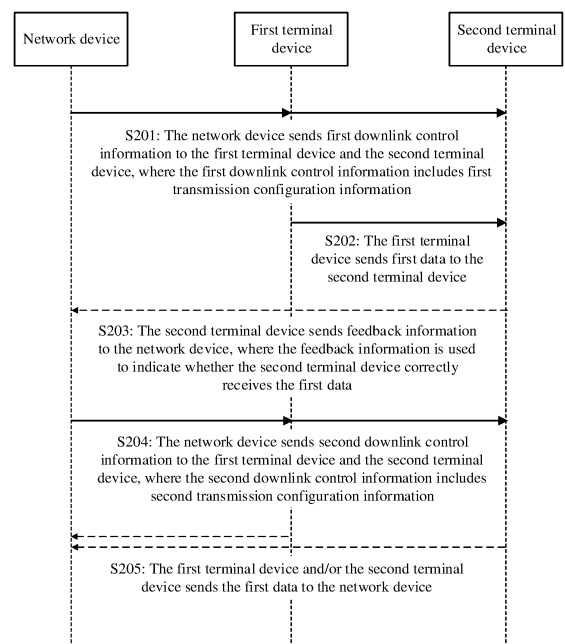 Network device
First terminal
device
Second terminal
device
S201: The network device sends first downlink control
information to the first terminal device and the second terminal
device, where the first downlink control information includes first
transmission configuration information
S202: The first terminal
device sends first data to the
second terminal device
S203: The second terminal device sends feedback information
to the network device, where the feedback information is used
to indicate whether the second terminal device correctly
receives the first data
S204: The network device sends second downlink control
information to the first terminal device and the second terminal
device, where the second downlink control information includes
second transmission configuration information
S205: The first terminal device and/or the second terminal
device sends the first data to the network device